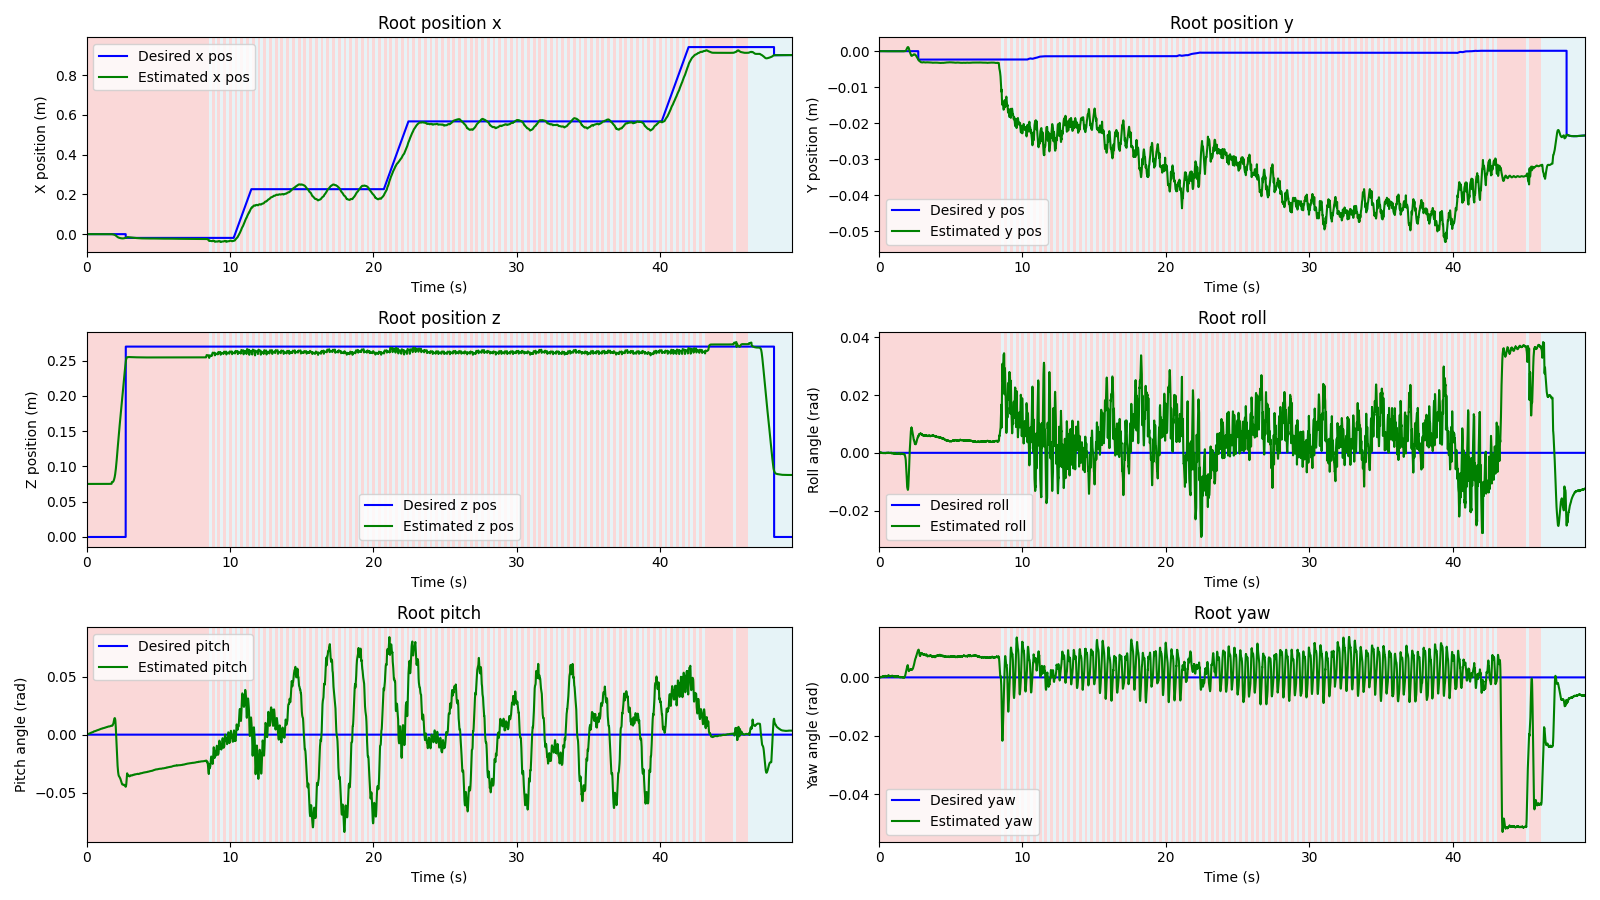 Root position x
X position (m)
0.8
0.6
0.4
0.2
0.0
Desired x pos
Estimated x pos
0 10 20 30 40
Time (s)
Root position y
Y position (m)
0.00
−0.01
−0.02
−0.03
−0.04
−0.05
Desired y pos
Estimated y pos
0 10 20 30 40
Time (s)
Root position z
Z position (m)
0.25
0.20
0.15
0.10
0.05
0.00
Desired z pos
Estimated z pos
0 10 20 30 40
Time (s)
Root roll
Roll angle (rad)
0.04
0.02
0.00
−0.02
Desired roll
Estimated roll
0 10 20 30 40
Time (s)
Root pitch
Pitch angle (rad)
0.05
0.00
−0.05
Desired pitch
Estimated pitch
0 10 20 30 40
Time (s)
Root yaw
Yaw angle (rad)
0.00
−0.02
−0.04
Desired yaw
Estimated yaw
0 10 20 30 40
Time (s)